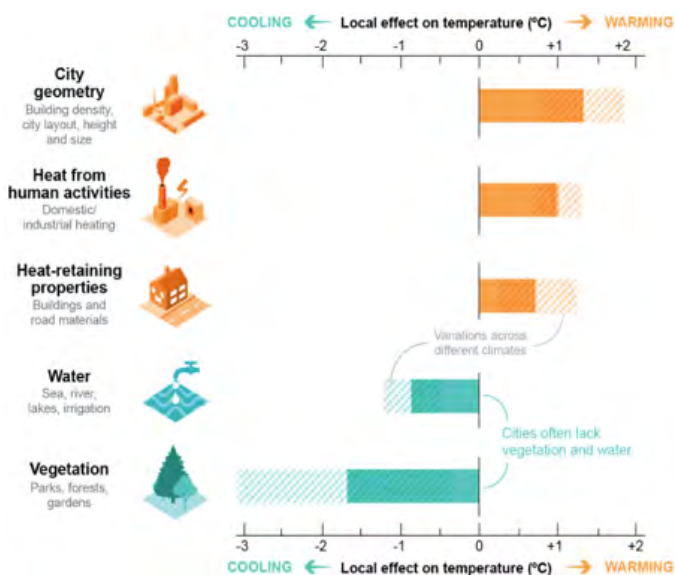 COOLING ← Local effect on temperature (ºC) → WARMING
-3 -2 -1 0 +1 +2
City
geometry
Building density,
city layout, height
and size
Heat from
human activities
Domestic/
industrial heating
Heat-retaining
properties
Buildings and
road materials
Variations across
different climates
Water
Sea, river,
lakes, irrigation
Cities often lack
vegetation and water
Vegetation
Parks, forests,
gardens
-3 -2 -1 0 +1 +2
COOLING ← Local effect on temperature (ºC) → WARMING